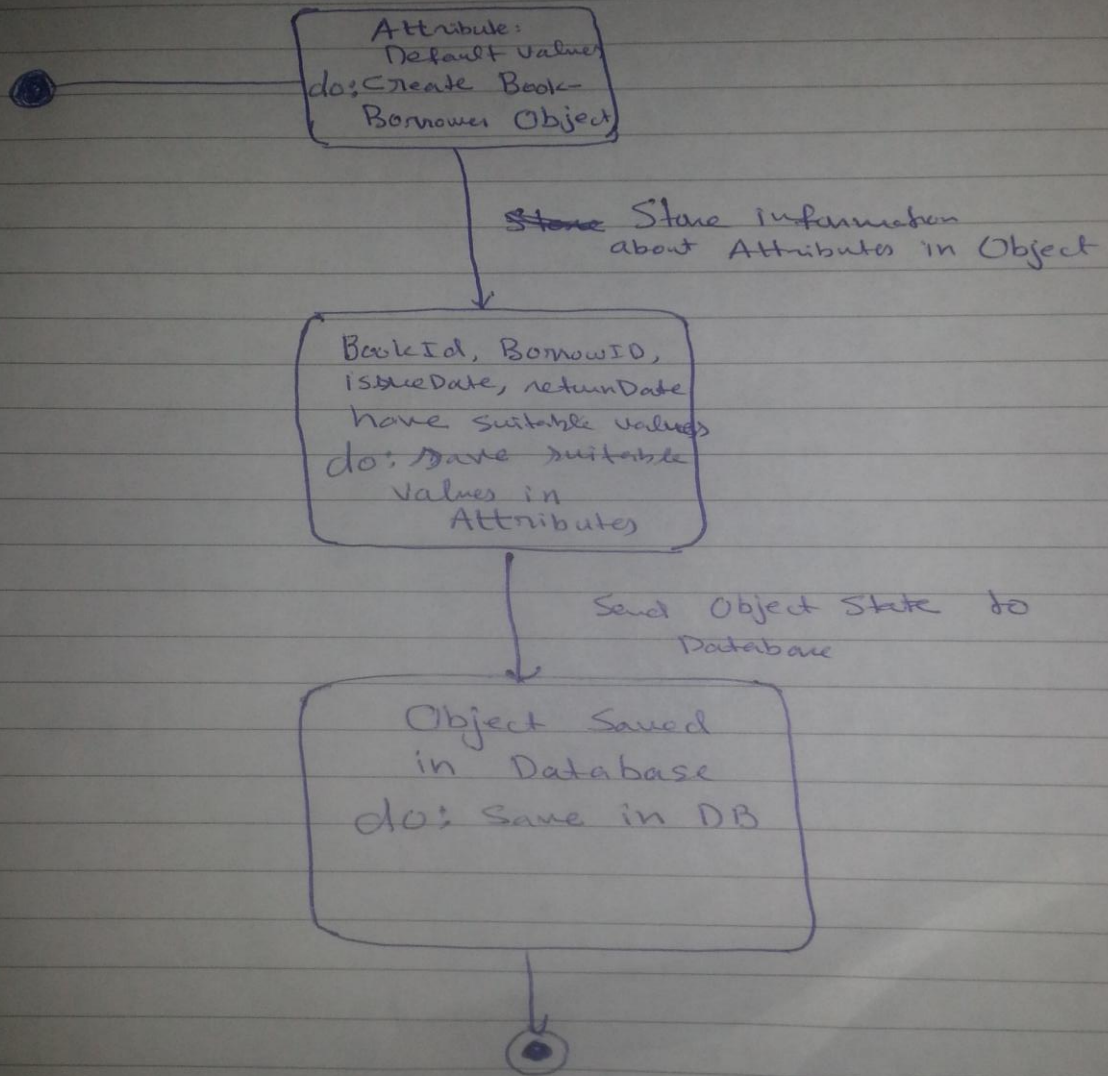 Attribute:
Default values
do: Create Book-
Borrower Object
Store Store information
about Attributes in Object
BookId, BorrowID,
issueDate, returnDate
have suitable values
do: save suitable
values in
Attributes
Send Object State to
Database
Object Saved
in Database
do: Save in DB